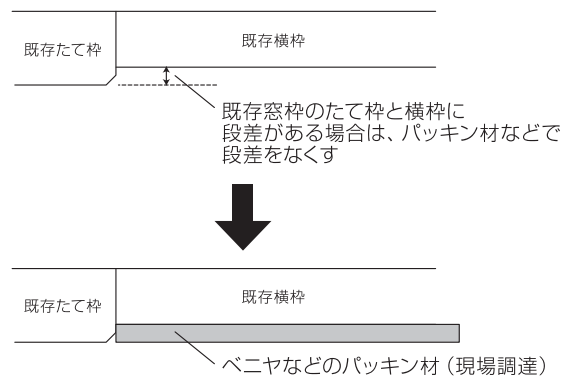 既存たて枠
既存横枠
既存窓枠のたて枠と横枠に
段差がある場合は、パッキン材などで
段差をなくす
既存たて枠
既存横枠
ベニヤなどのパッキン材（現場調達）